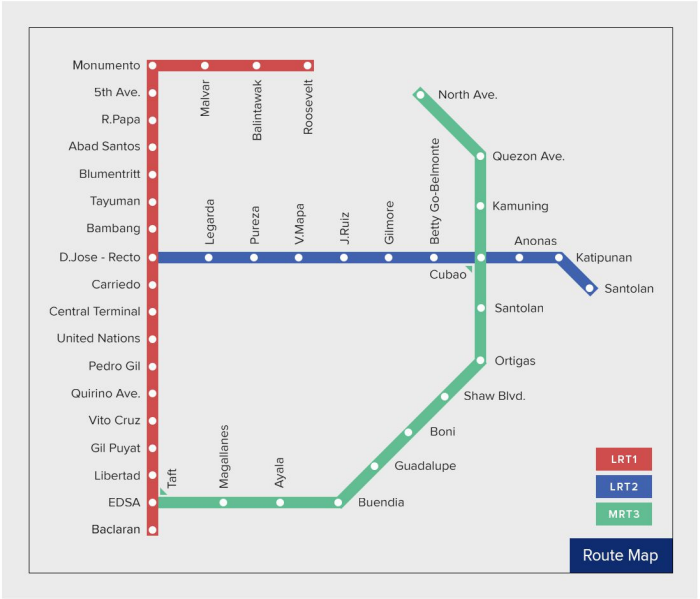 Monumento
5th Ave.
R.Papa
Abad Santos
Blumentritt
Tayuman
Bambang
D.Jose - Recto
Carriedo
Central Terminal
United Nations
Pedro Gil
Quirino Ave.
Vito Cruz
Gil Puyat
Libertad
EDSA
Baclaran
Malvar
Balintawak
Roosevelt
Legarda
Pureza
V.Mapa
J.Ruiz
Gilmore
Betty Go-Belmonte
Cubao
Anonas
Katipunan
Santolan
North Ave.
Quezon Ave.
Kamuning
Santolan
Ortigas
Shaw Blvd.
Boni
Guadalupe
Buendia
Ayala
Magallanes
Taft
LRT1
LRT2
MRT3
Route Map